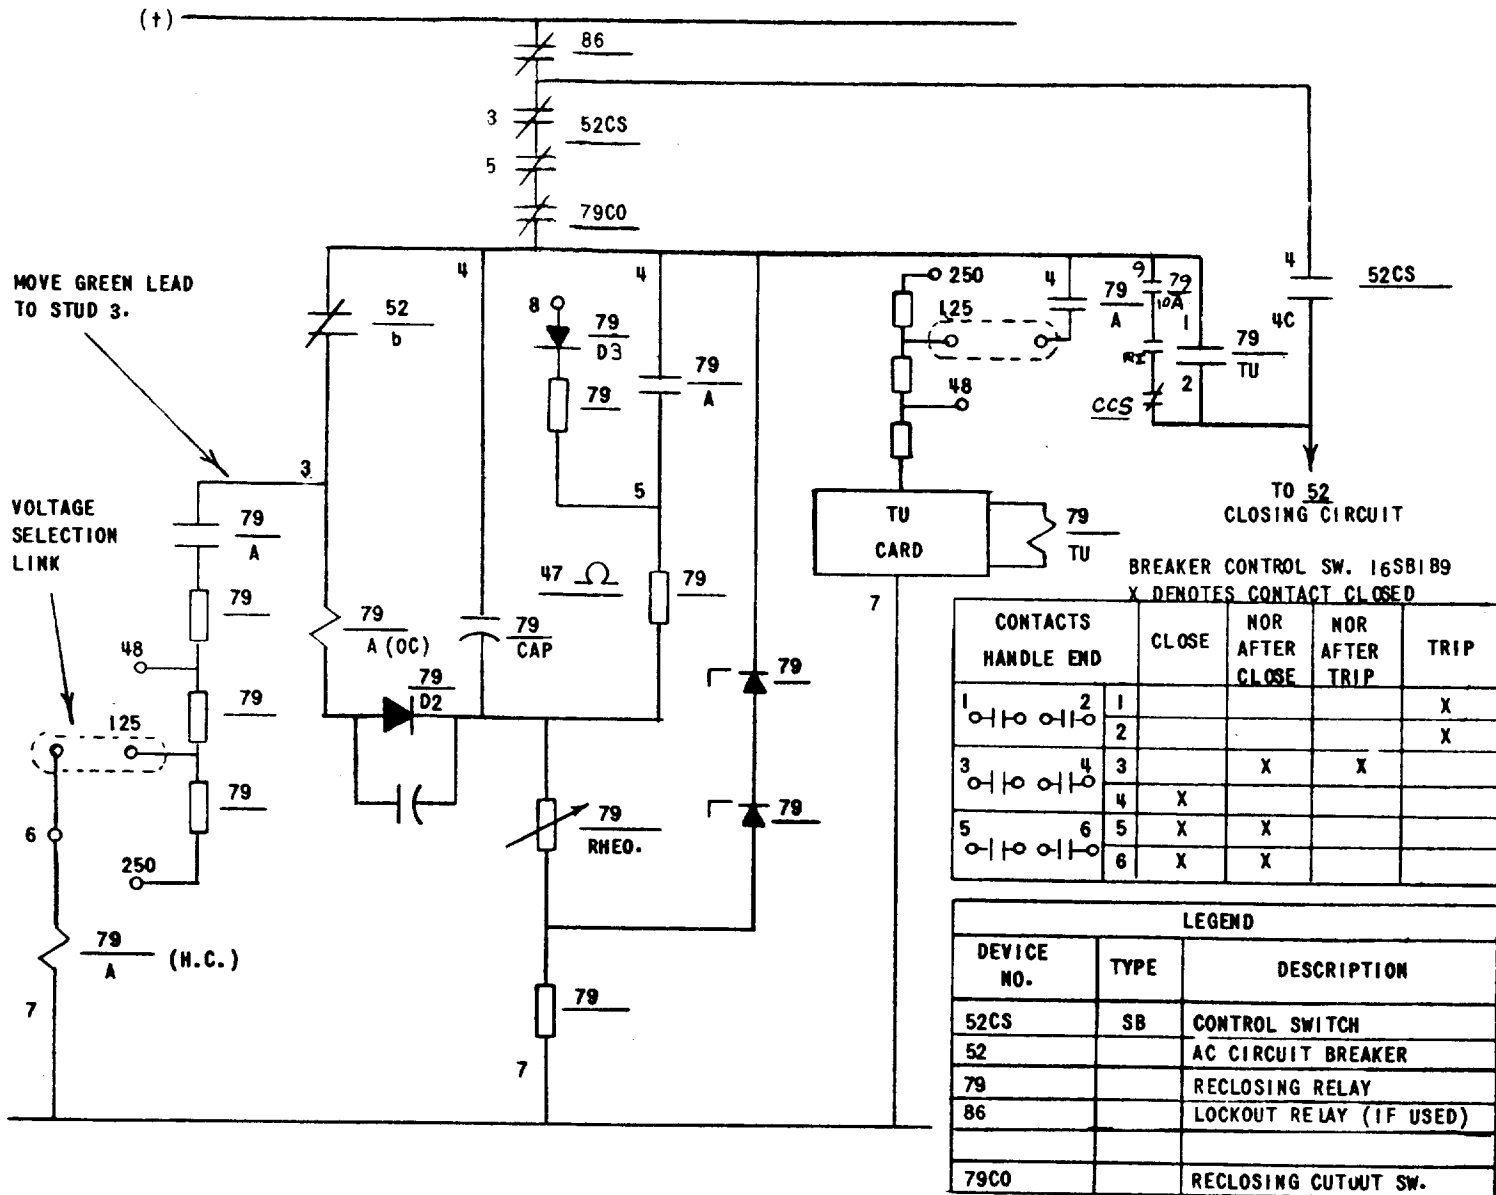 (+)
86
3
52CS
5
79CO
MOVE GREEN LEAD
TO STUD 3.
52
b
4
4
8
79
D3
79
79
A
250
125
4
79
A
9
79
10A
1
79
TU
2
48
CCS
4
52CS
4C
3
VOLTAGE
SELECTION
LINK
79
A
79
48
79
125
79
6
250
79
A
(H.C.)
7
79
A (OC)
79
CAP
79
D2
5
47 Ω
79
79
RHEO.
79
7
79
79
TU
CARD
79
TU
7
TO 52
CLOSING CIRCUIT
BREAKER CONTROL SW. 16SB1B9
X DENOTES CONTACT CLOSED
CONTACTS
HANDLE END
CLOSE
NOR
AFTER
CLOSE
NOR
AFTER
TRIP
TRIP
1 2 1 X
2 X
3 4 3 X X
4 X
5 6 5 X X
6 X X
LEGEND
DEVICE
NO.
TYPE
DESCRIPTION
52CS SB CONTROL SWITCH
52 AC CIRCUIT BREAKER
79 RECLOSING RELAY
86 LOCKOUT RELAY (IF USED)
79CO RECLOSING CUTOUT SW.